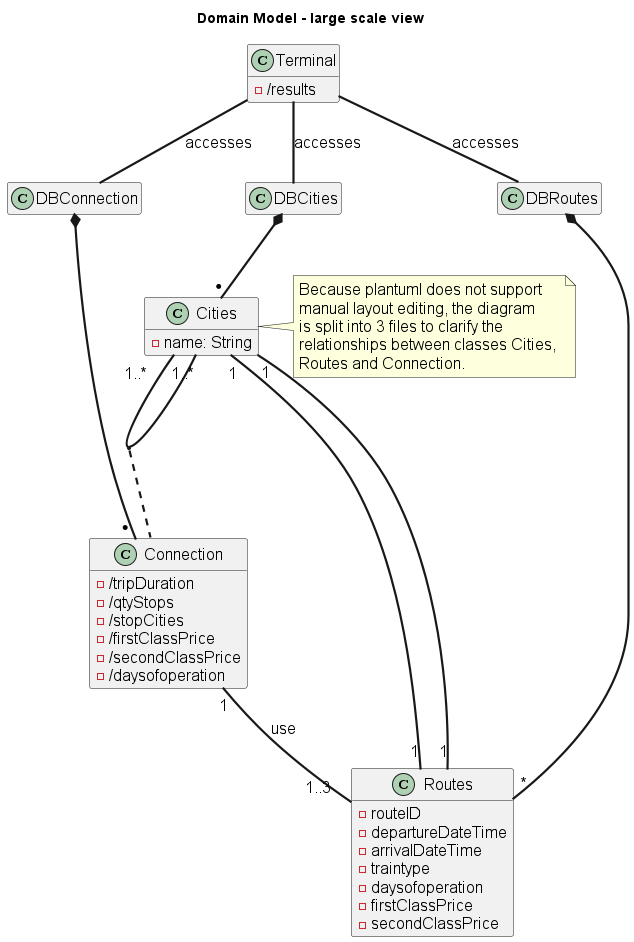 Domain Model - large scale view
C Terminal
/results
accesses
accesses
accesses
C DBConnection
C DBCities
C DBRoutes
*
C Cities
name: String
Because plantuml does not support
manual layout editing, the diagram
is split into 3 files to clarify the
relationships between classes Cities,
Routes and Connection.
1..*
1..*
1
1
*
C Connection
/tripDuration
/qtyStops
/stopCities
/firstClassPrice
/secondClassPrice
/daysofoperation
1
use
1..3
1
1
*
C Routes
routeID
departureDateTime
arrivalDateTime
traintype
daysofoperation
firstClassPrice
secondClassPrice